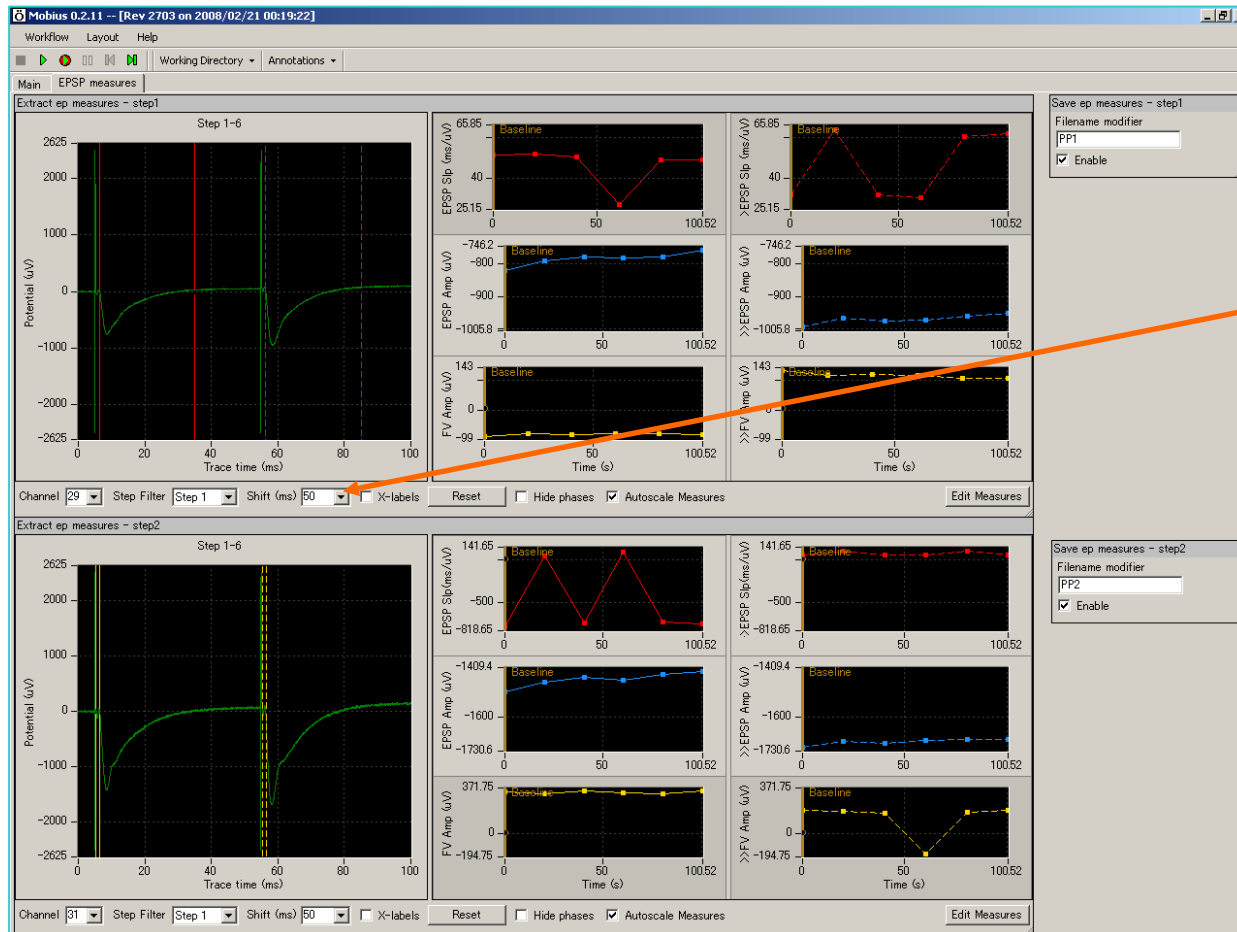 Mobius 0.2.11 -- [Rev 2703 on 2008/02/21 00:19:22]
Workflow Layout Help
Working Directory Annotations
Main EPSP measures
Extract ep measures - step1
Step 1-6
2625
2000
1000
0
-1000
-2000
-2625
Potential (uV)
0 20 40 60 80 100
Trace time (ms)
65.85
40
25.15
EPSP Slp (ms/uV)
Baseline
0 50 100.52
65.85
40
25.15
>EPSP Slp (ms/uV)
Baseline
0 50 100.52
-746.2
-800
-900
-1005.8
EPSP Amp (uV)
Baseline
0 50 100.52
-746.2
-800
-900
-1005.8
>>EPSP Amp (uV)
Baseline
0 50 100.52
143
0
-99
FV Amp (uV)
Baseline
0 50 100.52
Time (s)
143
0
-99
>>FV Amp (uV)
Baseline
0 50 100.52
Time (s)
Channel 29 Step Filter Step 1 Shift (ms) 50 X-labels Reset Hide phases Autoscale Measures Edit Measures
Save ep measures - step1
Filename modifier
PP1
Enable
Extract ep measures - step2
Step 1-6
2625
2000
1000
0
-1000
-2000
-2625
Potential (uV)
0 20 40 60 80 100
Trace time (ms)
141.65
-500
-818.65
EPSP Slp(ms/uV)
Baseline
0 50 100.52
141.65
-500
-818.65
>EPSP Slp(ms/uV)
Baseline
0 50 100.52
-1409.4
-1600
-1730.6
EPSP Amp (uV)
Baseline
0 50 100.52
-1409.4
-1600
-1730.6
>>EPSP Amp (uV)
Baseline
0 50 100.52
371.75
0
-194.75
FV Amp (uV)
Baseline
0 50 100.52
Time (s)
371.75
0
-194.75
>>FV Amp (uV)
Baseline
0 50 100.52
Time (s)
Channel 31 Step Filter Step 1 Shift (ms) 50 X-labels Reset Hide phases Autoscale Measures Edit Measures
Save ep measures - step2
Filename modifier
PP2
Enable